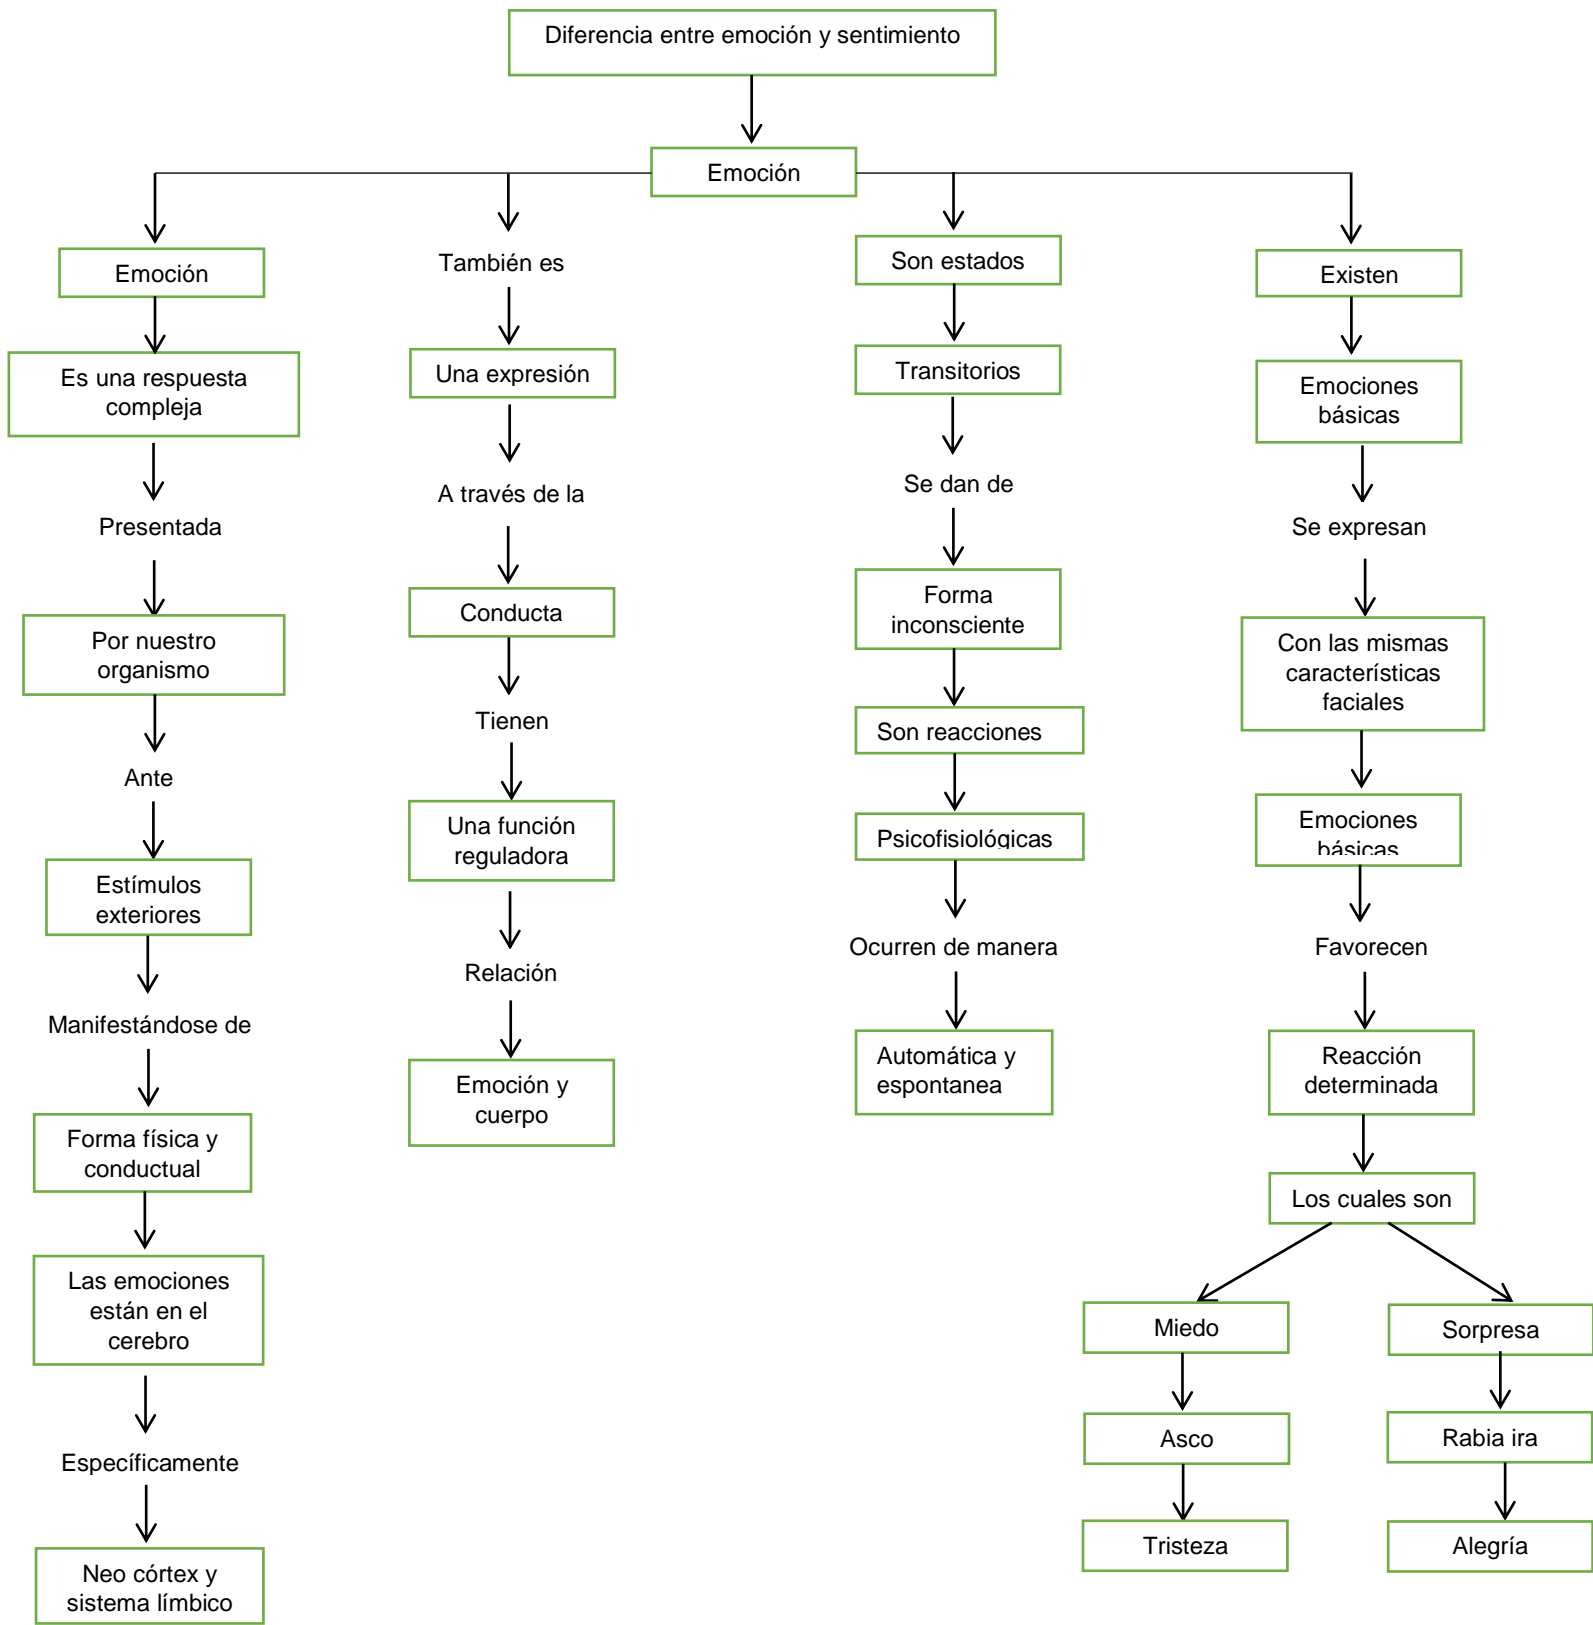 Diferencia entre emoción y sentimiento
Emoción
Emoción
Es una respuesta
compleja
Presentada
Por nuestro
organismo
Ante
Estímulos
exteriores
Manifestándose de
Forma física y
conductual
Las emociones
están en el
cerebro
Específicamente
Neo córtex y
sistema límbico
También es
Una expresión
A través de la
Conducta
Tienen
Una función
reguladora
Relación
Emoción y
cuerpo
Son estados
Transitorios
Se dan de
Forma
inconsciente
Son reacciones
Psicofisiológicas
Ocurren de manera
Automática y
espontanea
Existen
Emociones
básicas
Se expresan
Con las mismas
características
faciales
Emociones
básicas
Favorecen
Reacción
determinada
Los cuales son
Miedo
Asco
Tristeza
Sorpresa
Rabia ira
Alegría